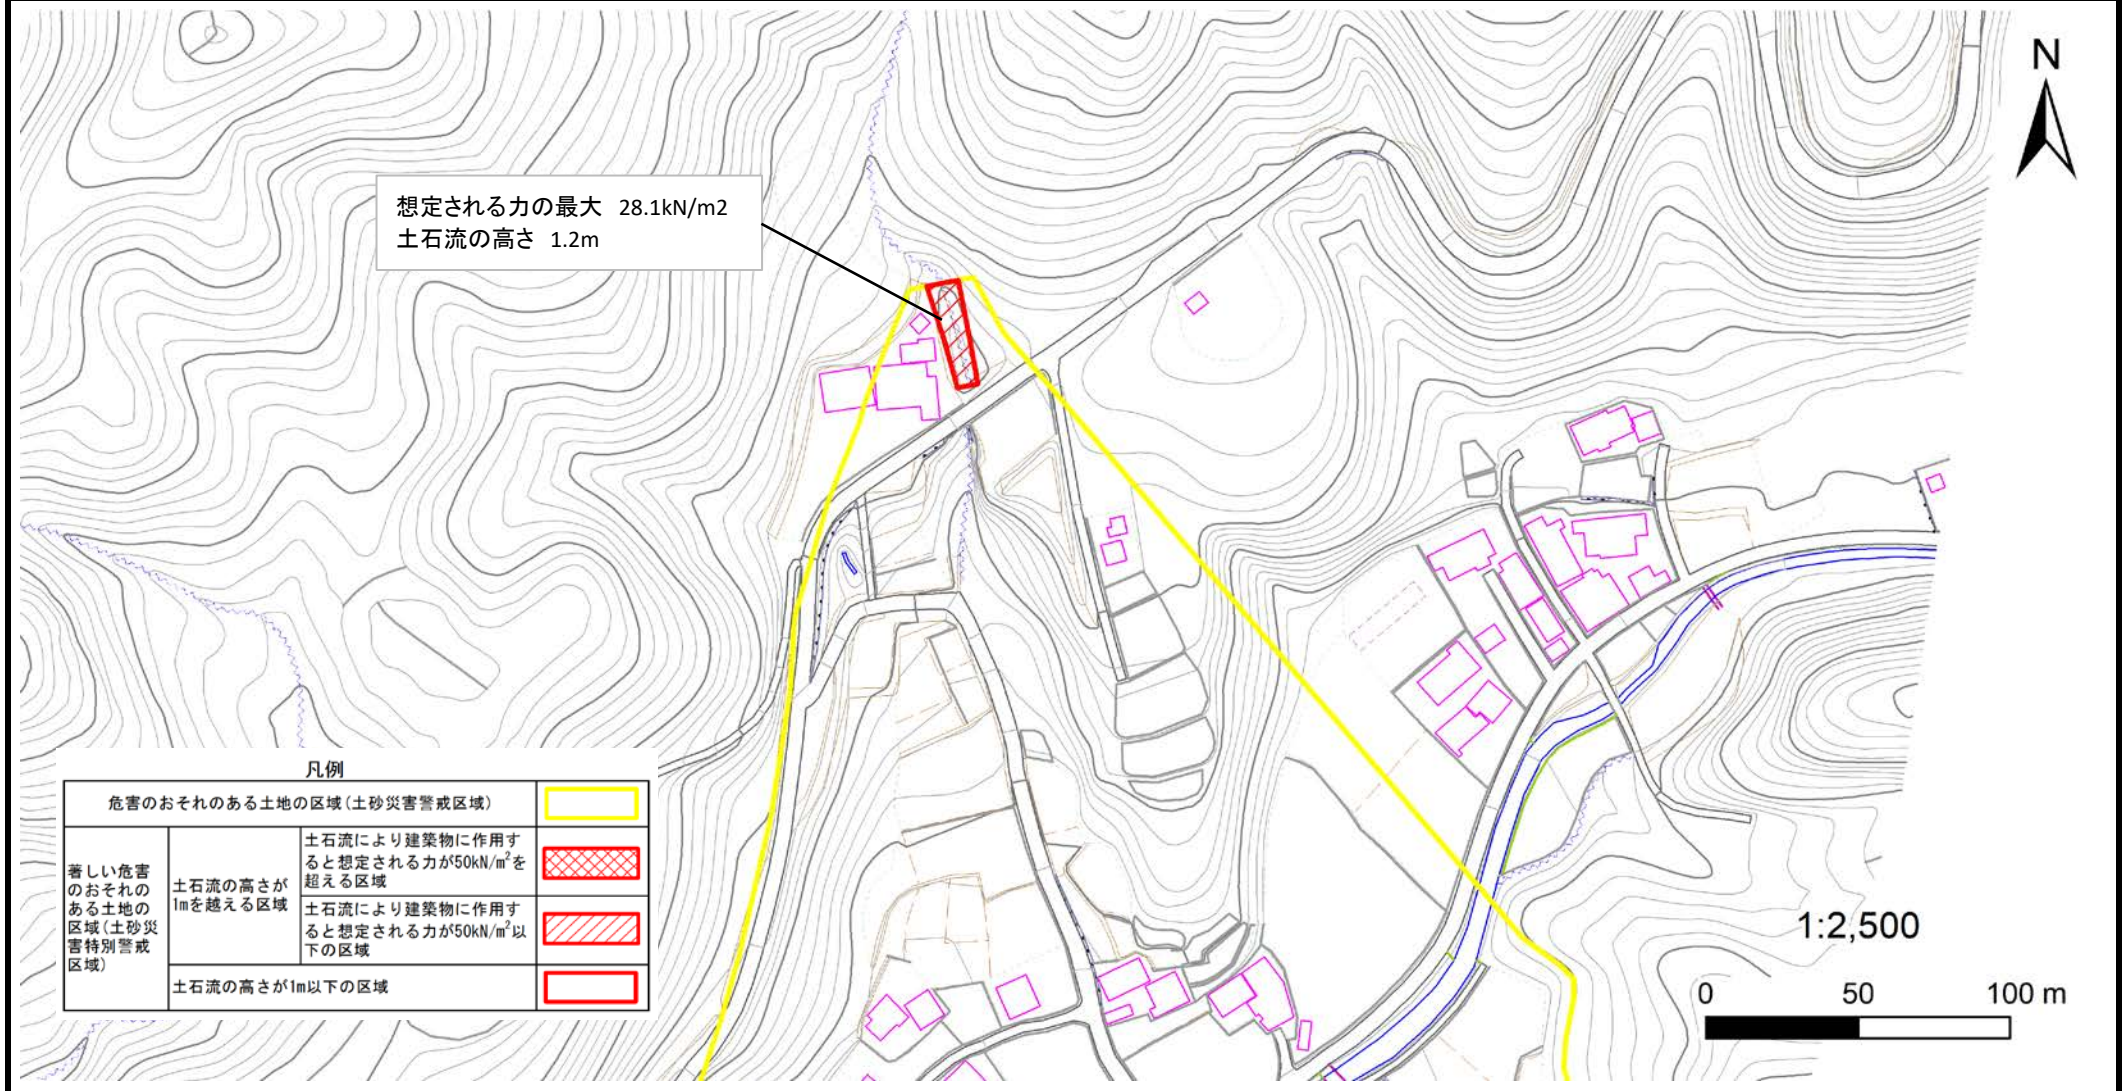 N
想定される力の最大 28.1kN/m2
土石流の高さ 1.2m
凡例
危害のおそれのある土地の区域(土砂災害警戒区域)
著しい危害
のおそれの
ある土地の
区域(土砂災
害特別警戒
区域)
土石流の高さが
1mを越える区域
土石流により建築物に作用す
ると想定される力が50kN/m²を
超える区域
土石流により建築物に作用す
ると想定される力が50kN/m²以
下の区域
土石流の高さが1m以下の区域
1:2,500
0 50 100 m